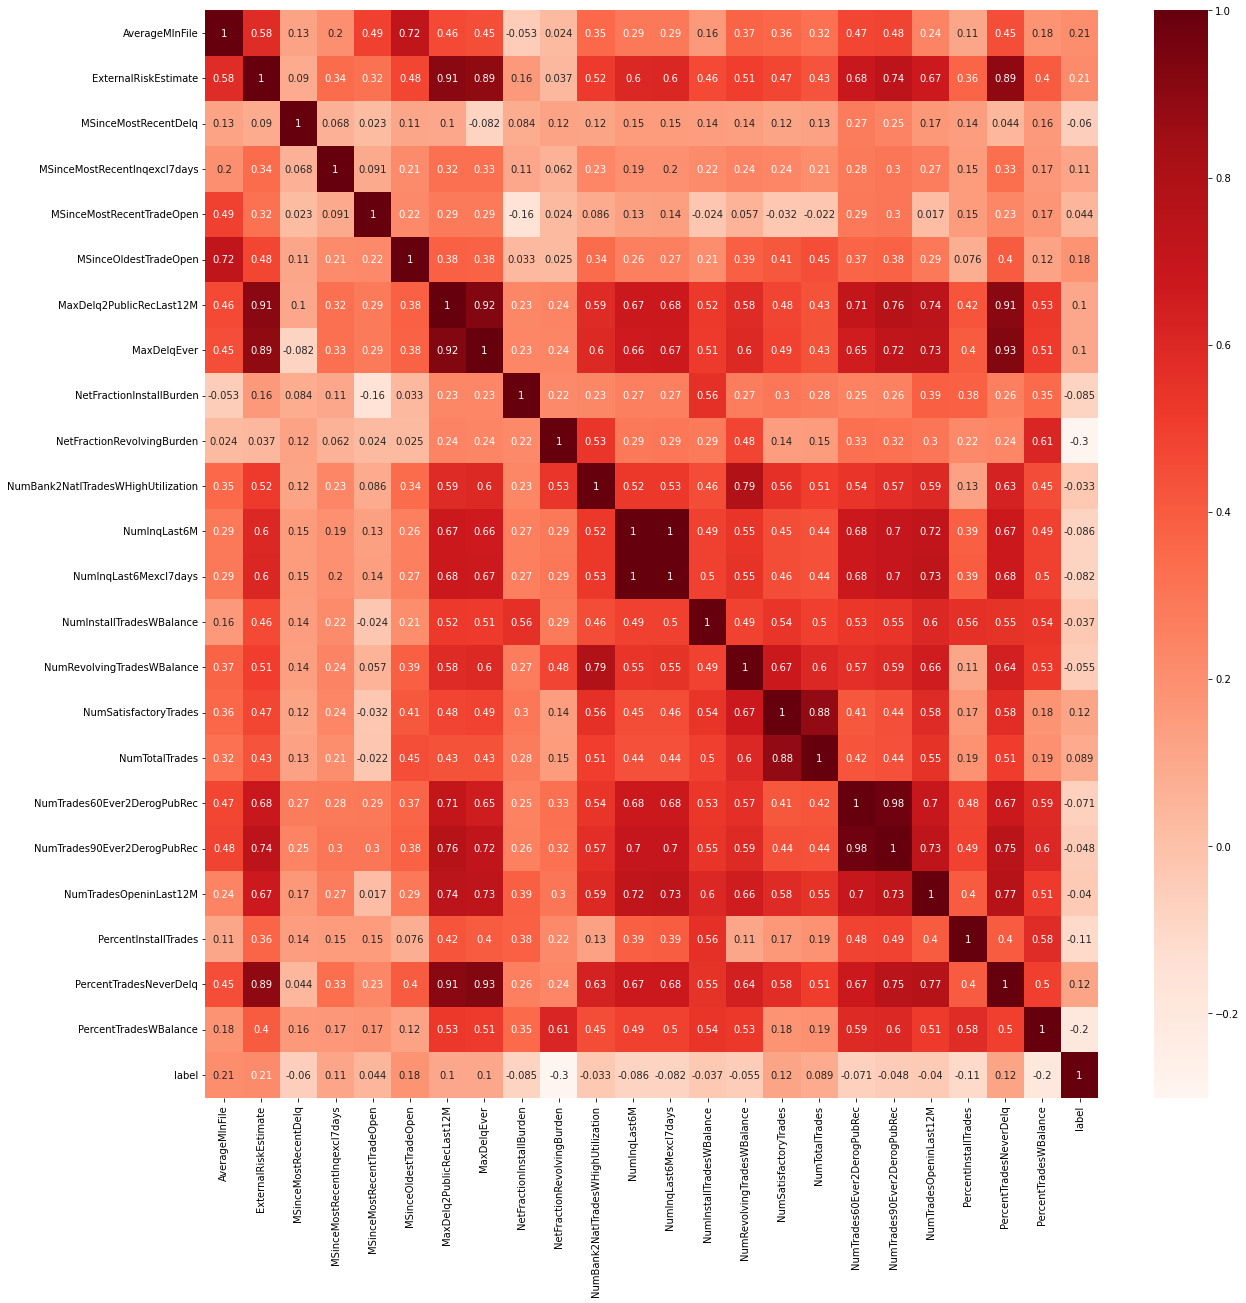 AverageMInFile 1 0.58 0.13 0.2 0.49 0.72 0.46 0.45 -0.053 0.024 0.35 0.29 0.29 0.16 0.37 0.36 0.32 0.47 0.48 0.24 0.11 0.45 0.18 0.21
1.0
ExternalRiskEstimate 0.58 1 0.09 0.34 0.32 0.48 0.91 0.89 0.16 0.037 0.52 0.6 0.6 0.46 0.51 0.47 0.43 0.68 0.74 0.67 0.36 0.89 0.4 0.21
MSinceMostRecentDelq 0.13 0.09 1 0.068 0.023 0.11 0.1 -0.082 0.084 0.12 0.12 0.15 0.15 0.14 0.14 0.12 0.13 0.27 0.25 0.17 0.14 0.044 0.16 -0.06
MSinceMostRecentInqexcl7days 0.2 0.34 0.068 1 0.091 0.21 0.32 0.33 0.11 0.062 0.23 0.19 0.2 0.22 0.24 0.24 0.21 0.28 0.3 0.27 0.15 0.33 0.17 0.11
0.8
MSinceMostRecentTradeOpen 0.49 0.32 0.023 0.091 1 0.22 0.29 0.29 -0.16 0.024 0.086 0.13 0.14 -0.024 0.057 -0.032 -0.022 0.29 0.3 0.017 0.15 0.23 0.17 0.044
MSinceOldestTradeOpen 0.72 0.48 0.11 0.21 0.22 1 0.38 0.38 0.033 0.025 0.34 0.26 0.27 0.21 0.39 0.41 0.45 0.37 0.38 0.29 0.076 0.4 0.12 0.18
MaxDelq2PublicRecLast12M 0.46 0.91 0.1 0.32 0.29 0.38 1 0.92 0.23 0.24 0.59 0.67 0.68 0.52 0.58 0.48 0.43 0.71 0.76 0.74 0.42 0.91 0.53 0.1
0.6
MaxDelqEver 0.45 0.89 -0.082 0.33 0.29 0.38 0.92 1 0.23 0.24 0.6 0.66 0.67 0.51 0.6 0.49 0.43 0.65 0.72 0.73 0.4 0.93 0.51 0.1
NetFractionInstallBurden -0.053 0.16 0.084 0.11 -0.16 0.033 0.23 0.23 1 0.22 0.23 0.27 0.27 0.56 0.27 0.3 0.28 0.25 0.26 0.39 0.38 0.26 0.35 -0.085
NetFractionRevolvingBurden 0.024 0.037 0.12 0.062 0.024 0.025 0.24 0.24 0.22 1 0.53 0.29 0.29 0.29 0.48 0.14 0.15 0.33 0.32 0.3 0.22 0.24 0.61 -0.3
NumBank2NatlTradesWHighUtilization 0.35 0.52 0.12 0.23 0.086 0.34 0.59 0.6 0.23 0.53 1 0.52 0.53 0.46 0.79 0.56 0.51 0.54 0.57 0.59 0.13 0.63 0.45 -0.033
0.4
NumInqLast6M 0.29 0.6 0.15 0.19 0.13 0.26 0.67 0.66 0.27 0.29 0.52 1 1 0.49 0.55 0.45 0.44 0.68 0.7 0.72 0.39 0.67 0.49 -0.086
NumInqLast6Mexcl7days 0.29 0.6 0.15 0.2 0.14 0.27 0.68 0.67 0.27 0.29 0.53 1 1 0.5 0.55 0.46 0.44 0.68 0.7 0.73 0.39 0.68 0.5 -0.082
NumInstallTradesWBalance 0.16 0.46 0.14 0.22 -0.024 0.21 0.52 0.51 0.56 0.29 0.46 0.49 0.5 1 0.49 0.54 0.5 0.53 0.55 0.6 0.56 0.55 0.54 -0.037
NumRevolvingTradesWBalance 0.37 0.51 0.14 0.24 0.057 0.39 0.58 0.6 0.27 0.48 0.79 0.55 0.55 0.49 1 0.67 0.6 0.57 0.59 0.66 0.11 0.64 0.53 -0.055
0.2
NumSatisfactoryTrades 0.36 0.47 0.12 0.24 -0.032 0.41 0.48 0.49 0.3 0.14 0.56 0.45 0.46 0.54 0.67 1 0.88 0.41 0.44 0.58 0.17 0.58 0.18 0.12
NumTotalTrades 0.32 0.43 0.13 0.21 -0.022 0.45 0.43 0.43 0.28 0.15 0.51 0.44 0.44 0.5 0.6 0.88 1 0.42 0.44 0.55 0.19 0.51 0.19 0.089
NumTrades60Ever2DerogPubRec 0.47 0.68 0.27 0.28 0.29 0.37 0.71 0.65 0.25 0.33 0.54 0.68 0.68 0.53 0.57 0.41 0.42 1 0.98 0.7 0.48 0.67 0.59 -0.071
NumTrades90Ever2DerogPubRec 0.48 0.74 0.25 0.3 0.3 0.38 0.76 0.72 0.26 0.32 0.57 0.7 0.7 0.55 0.59 0.44 0.44 0.98 1 0.73 0.49 0.75 0.6 -0.048
0.0
NumTradesOpeninLast12M 0.24 0.67 0.17 0.27 0.017 0.29 0.74 0.73 0.39 0.3 0.59 0.72 0.73 0.6 0.66 0.58 0.55 0.7 0.73 1 0.4 0.77 0.51 -0.04
PercentInstallTrades 0.11 0.36 0.14 0.15 0.15 0.076 0.42 0.4 0.38 0.22 0.13 0.39 0.39 0.56 0.11 0.17 0.19 0.48 0.49 0.4 1 0.4 0.58 -0.11
PercentTradesNeverDelq 0.45 0.89 0.044 0.33 0.23 0.4 0.91 0.93 0.26 0.24 0.63 0.67 0.68 0.55 0.64 0.58 0.51 0.67 0.75 0.77 0.4 1 0.5 0.12
−0.2
PercentTradesWBalance 0.18 0.4 0.16 0.17 0.17 0.12 0.53 0.51 0.35 0.61 0.45 0.49 0.5 0.54 0.53 0.18 0.19 0.59 0.6 0.51 0.58 0.5 1 -0.2
label 0.21 0.21 -0.06 0.11 0.044 0.18 0.1 0.1 -0.085 -0.3 -0.033 -0.086 -0.082 -0.037 -0.055 0.12 0.089 -0.071 -0.048 -0.04 -0.11 0.12 -0.2 1
AverageMInFile
ExternalRiskEstimate
MSinceMostRecentDelq
MSinceMostRecentInqexcl7days
MSinceMostRecentTradeOpen
MSinceOldestTradeOpen
MaxDelq2PublicRecLast12M
MaxDelqEver
NetFractionInstallBurden
NetFractionRevolvingBurden
NumBank2NatlTradesWHighUtilization
NumInqLast6M
NumInqLast6Mexcl7days
NumInstallTradesWBalance
NumRevolvingTradesWBalance
NumSatisfactoryTrades
NumTotalTrades
NumTrades60Ever2DerogPubRec
NumTrades90Ever2DerogPubRec
NumTradesOpeninLast12M
PercentInstallTrades
PercentTradesNeverDelq
PercentTradesWBalance
label